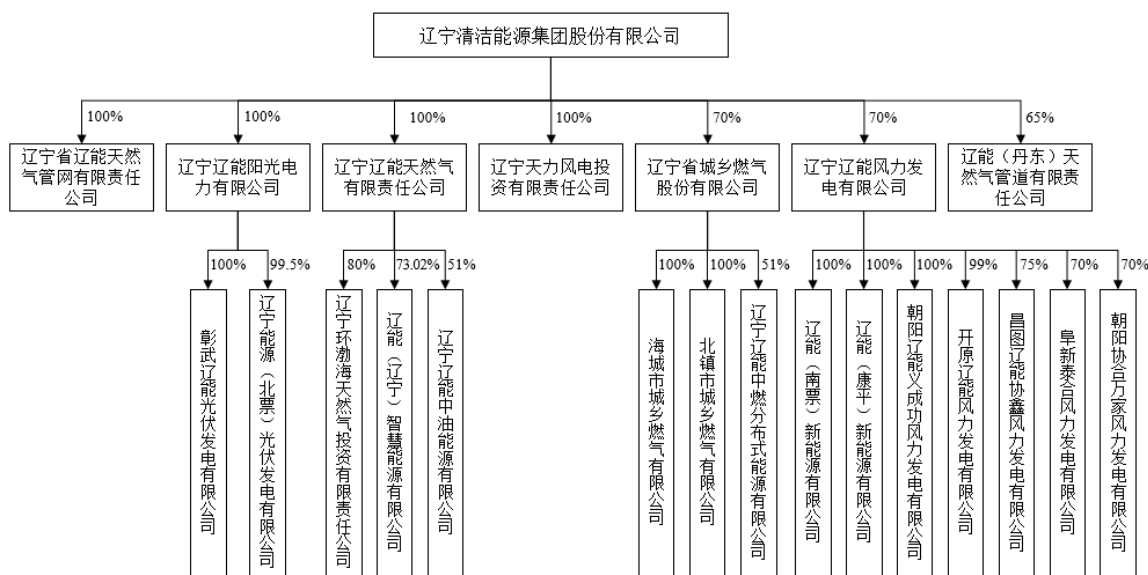 辽宁清洁能源集团股份有限公司
100%
100%
100%
100%
70%
70%
65%
辽宁省辽能天然
气管网有限责任
公司
辽宁辽能阳光电
力有限公司
辽宁辽能天然气
有限责任公司
辽宁天力风电投
资有限责任公司
辽宁省城乡燃气
股份有限公司
辽宁辽能风力发
电有限公司
辽能（丹东）天
然气管道有限责
任公司
100%
99.5%
80%
73.02%
51%
100%
100%
51%
100%
100%
100%
99%
75%
70%
70%
彰武辽能光伏发电有限公司
辽宁能源（北票）光伏发电有限公司
辽宁环渤海天然气投资有限责任公司
辽能（辽宁）智慧能源有限公司
辽宁辽能中油能源有限公司
海城市城乡燃气有限公司
北镇市城乡燃气有限公司
辽宁辽能中燃分布式能源有限公司
辽能（南票）新能源有限公司
辽能（康平）新能源有限公司
朝阳辽能义成功风力发电有限公司
开原辽能风力发电有限公司
昌图辽能协鑫风力发电有限公司
阜新泰合风力发电有限公司
朝阳协合万家风力发电有限公司